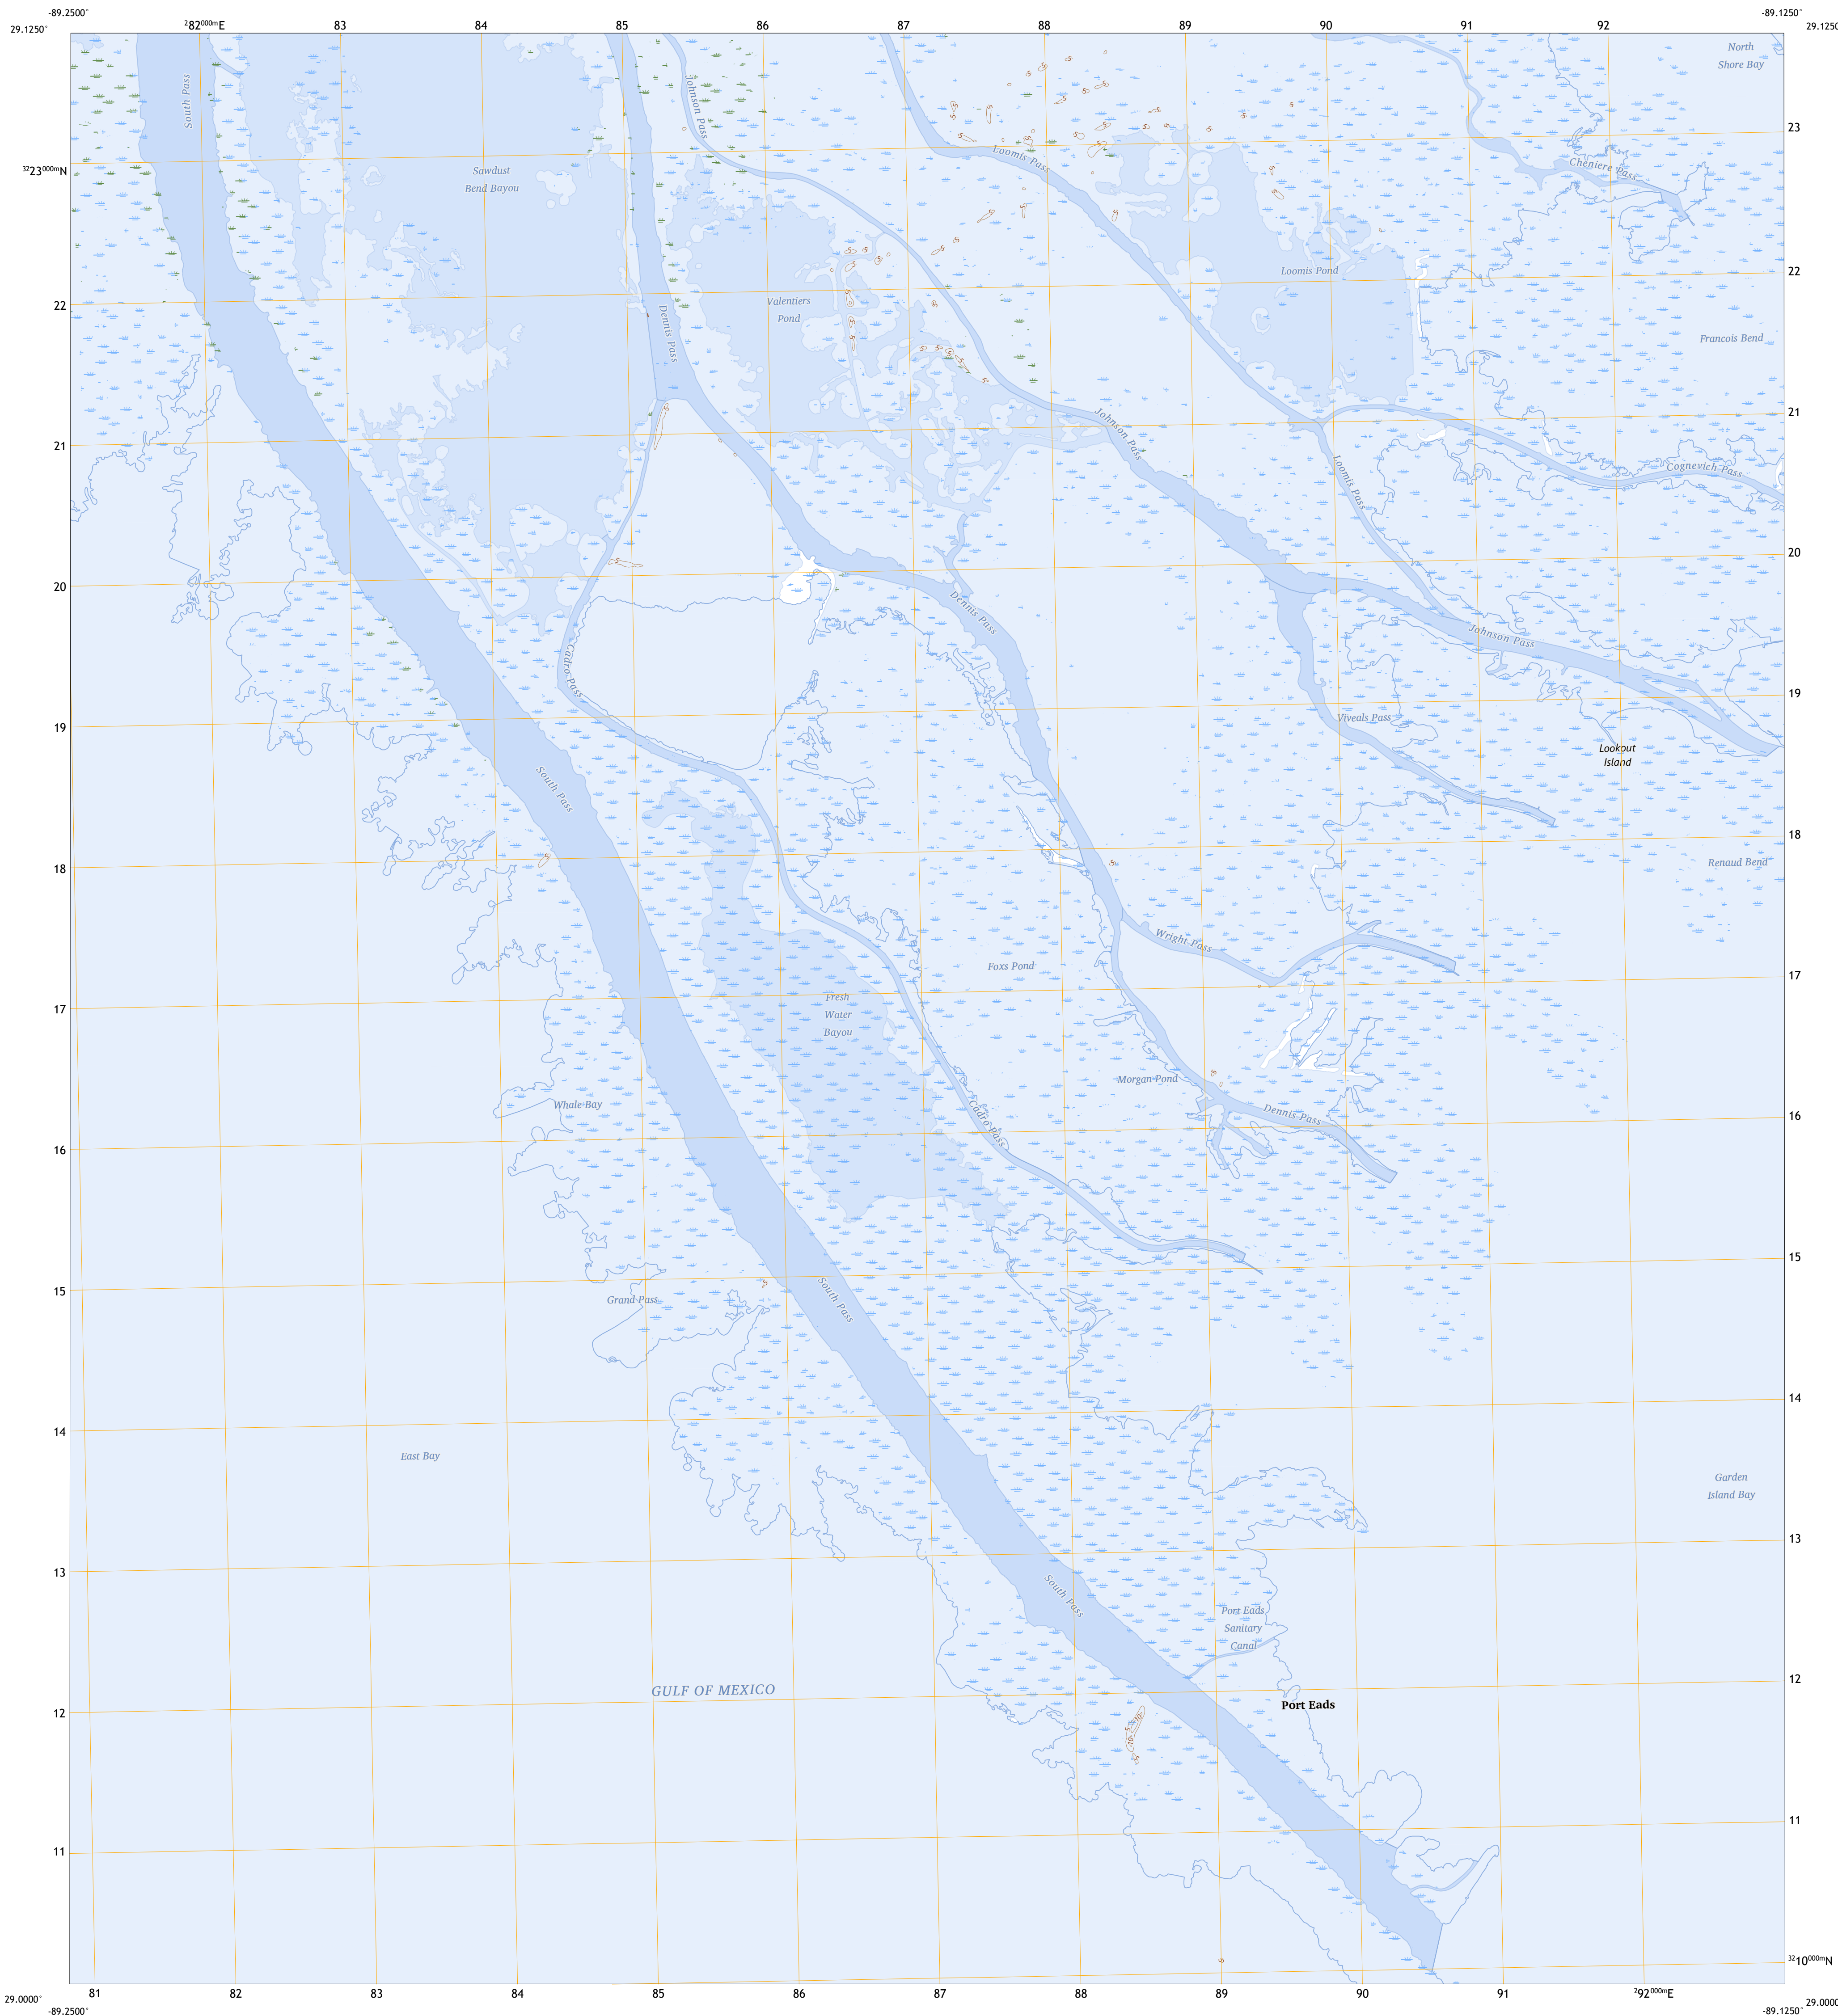 -89.2500° -89.1250°
29.1250° ²82⁰⁰⁰ᵐE 83 84 85 86 87 88 89 90 91 92 29.1250
North
Shore Bay
South Pass
Johnson Pass
Loomis Pass
23
Cheniere Pass
³²23⁰⁰⁰ᵐN
Sawdust
Bend Bayou
Loomis Pond
22
Valentiers
Pond
22
Dennis Pass
Francois Bend
21
Johnson Pass
21
Loomis Pass
Cognevich Pass
20
20
Dennis Pass
Johnson Pass
Cadro Pass
19
Viveals Pass
19
Lookout
Island
South Pass
18
Renaud Bend
18
Wright Pass
Foxs Pond
17
Fresh
Water
Bayou
17
Morgan Pond
Whale Bay
Cadro Pass
Dennis Pass
16
16
15
15
Grand Pass
South Pass
14
14
East Bay
Garden
Island Bay
13
13
South Pass
Port Eads
Sanitary
Canal
12
GULF OF MEXICO
Port Eads
12
5
10
10
5
11
11
5
³²10⁰⁰⁰ᵐN
81 82 83 84 85 86 87 88 89 90 91 ²92⁰⁰⁰ᵐE
29.0000° 29.0000
-89.2500° -89.1250°